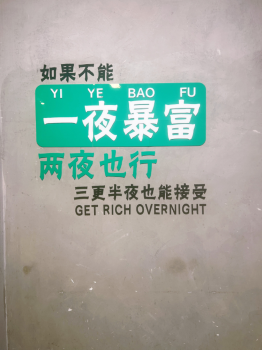 如果不能
YI YE BAO FU
一夜暴富
两夜也行
三更半夜也能接受
GET RICH OVERNIGHT